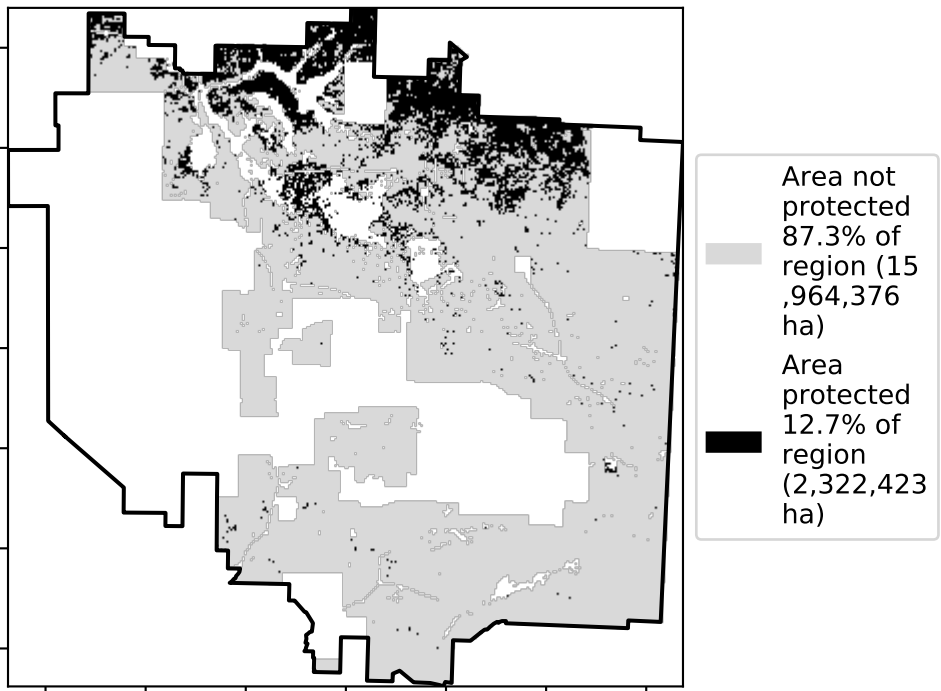 Area not
protected
87.3% of
region (15
,964,376
ha)
Area
protected
12.7% of
region
(2,322,423
ha)